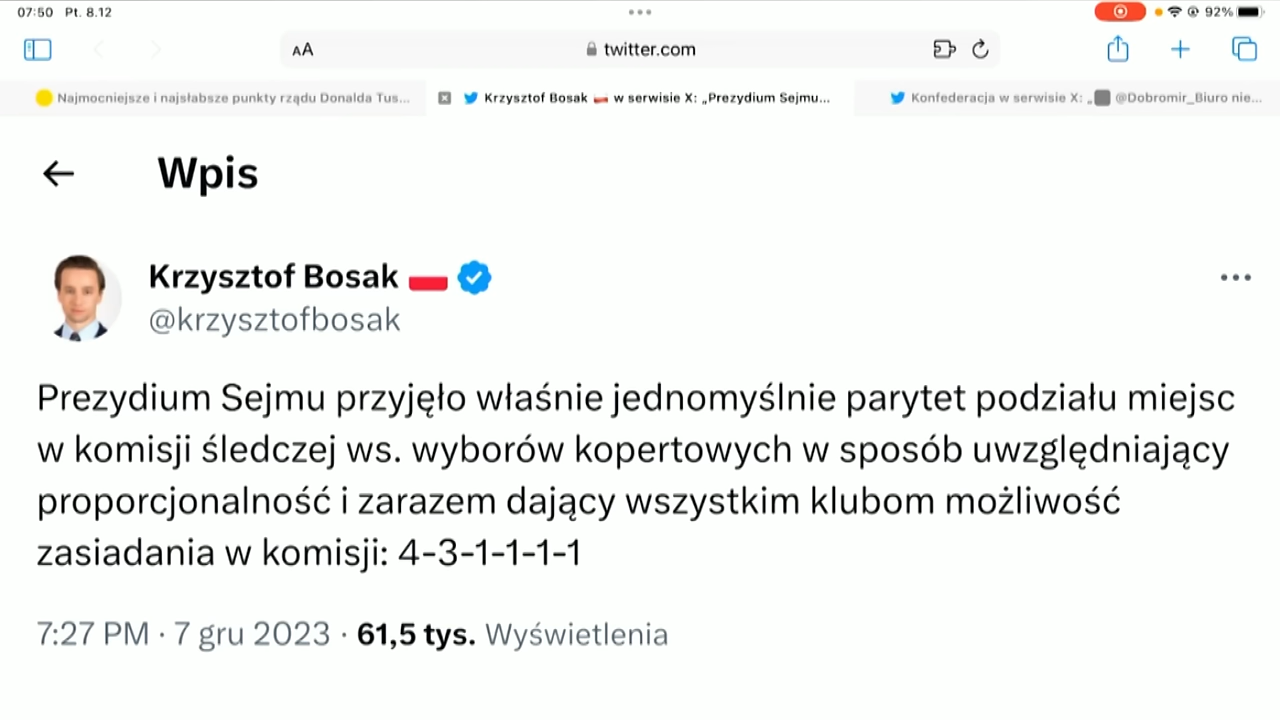 07:50 Pt. 8.12
92%
AA twitter.com
Najmocniejsze i najsłabsze punkty rządu Donalda Tus...
Krzysztof Bosak 🇵🇱 w serwisie X: „Prezydium Sejmu...
Konfederacja w serwisie X: „⬛ @Dobromir_Biuro nie...
Wpis
Krzysztof Bosak 🇵🇱
@krzysztofbosak
Prezydium Sejmu przyjęło właśnie jednomyślnie parytet podziału miejsc
w komisji śledczej ws. wyborów kopertowych w sposób uwzględniający
proporcjonalność i zarazem dający wszystkim klubom możliwość
zasiadania w komisji: 4-3-1-1-1-1
7:27 PM · 7 gru 2023 · 61,5 tys. Wyświetlenia